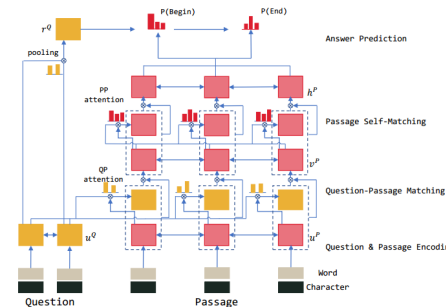 P(Begin)
P(End)
r^Q
Answer Prediction
pooling
PP
attention
h^P
Passage Self-Matching
v^P
QP
attention
Question-Passage Matching
u^Q
u^P
Question & Passage Encodin
Word
Character
Question
Passage